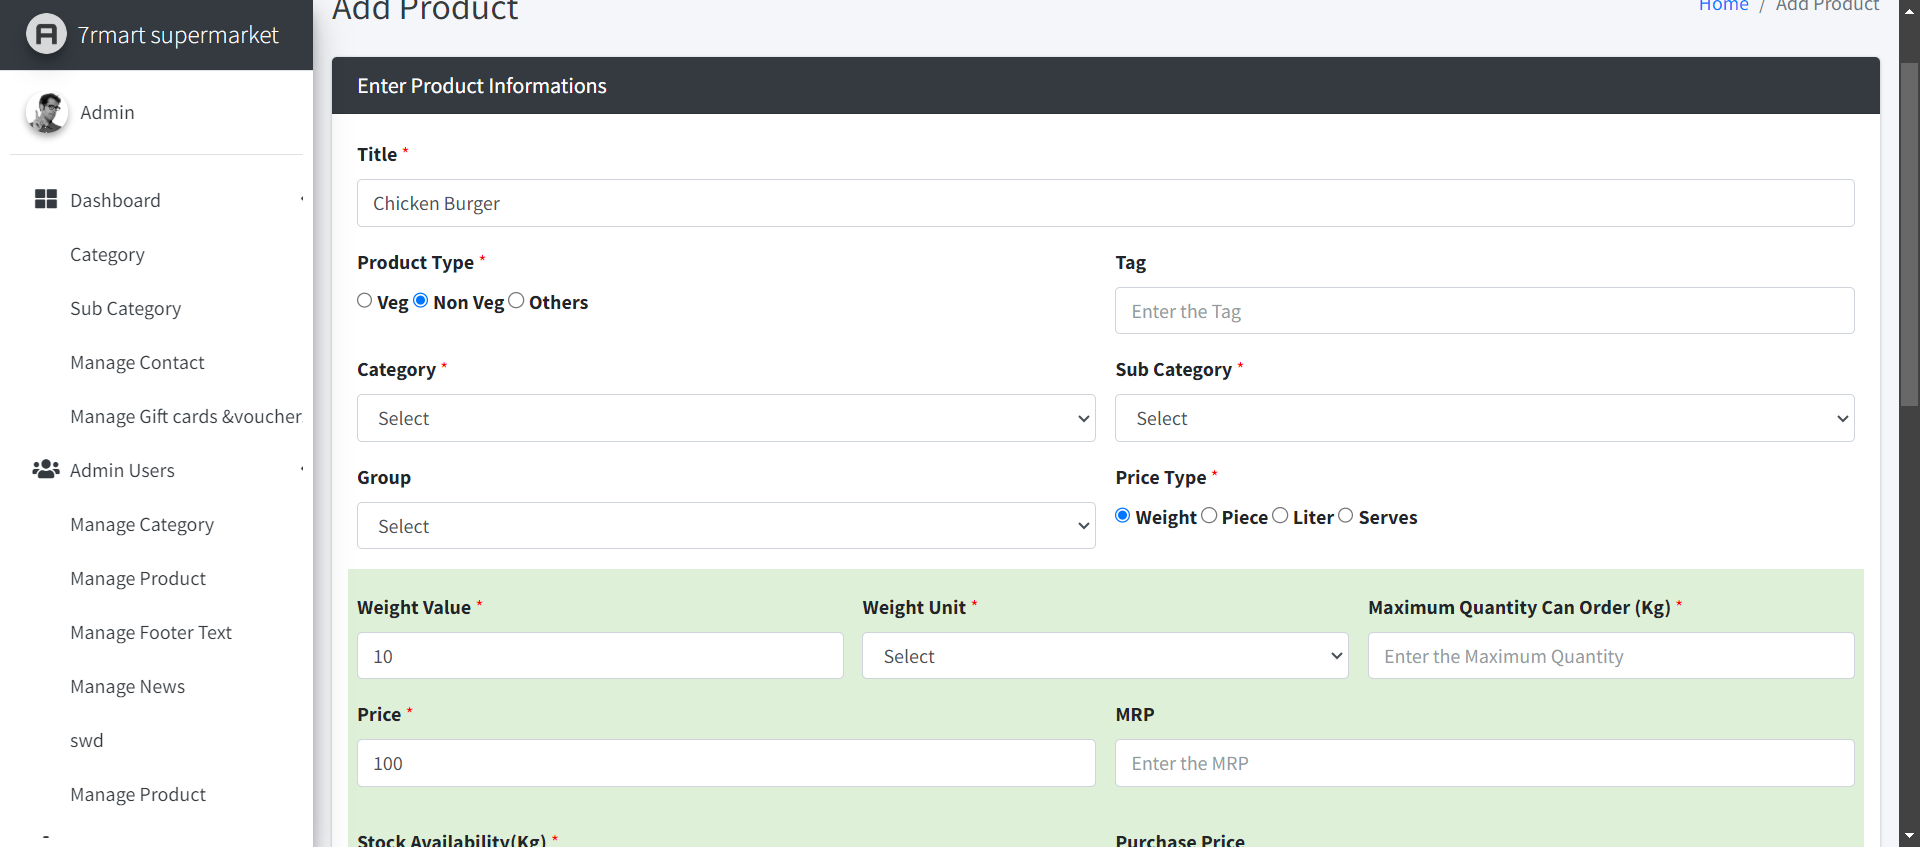 7rmart supermarket
Admin
Dashboard
Category
Sub Category
Manage Contact
Manage Gift cards &voucher
Admin Users
Manage Category
Manage Product
Manage Footer Text
Manage News
swd
Manage Product
Add Product
Home / Add Product
Enter Product Informations
Title *
Chicken Burger
Product Type *
Veg Non Veg Others
Tag
Enter the Tag
Category *
Select
Sub Category *
Select
Group
Select
Price Type *
Weight Piece Liter Serves
Weight Value *
10
Weight Unit *
Select
Maximum Quantity Can Order (Kg) *
Enter the Maximum Quantity
Price *
100
MRP
Enter the MRP
Stock Availability(Kg) *
Purchase Price